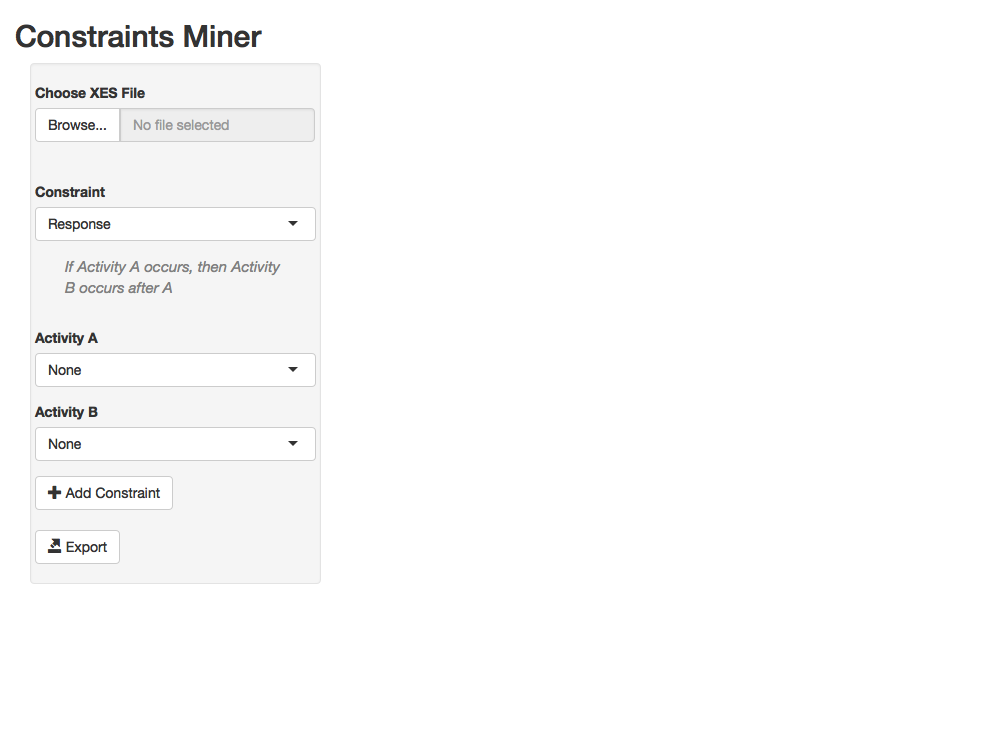 Constraints Miner
Choose XES File
Browse... No file selected
Constraint
Response
If Activity A occurs, then Activity
B occurs after A
Activity A
None
Activity B
None
Add Constraint
Export